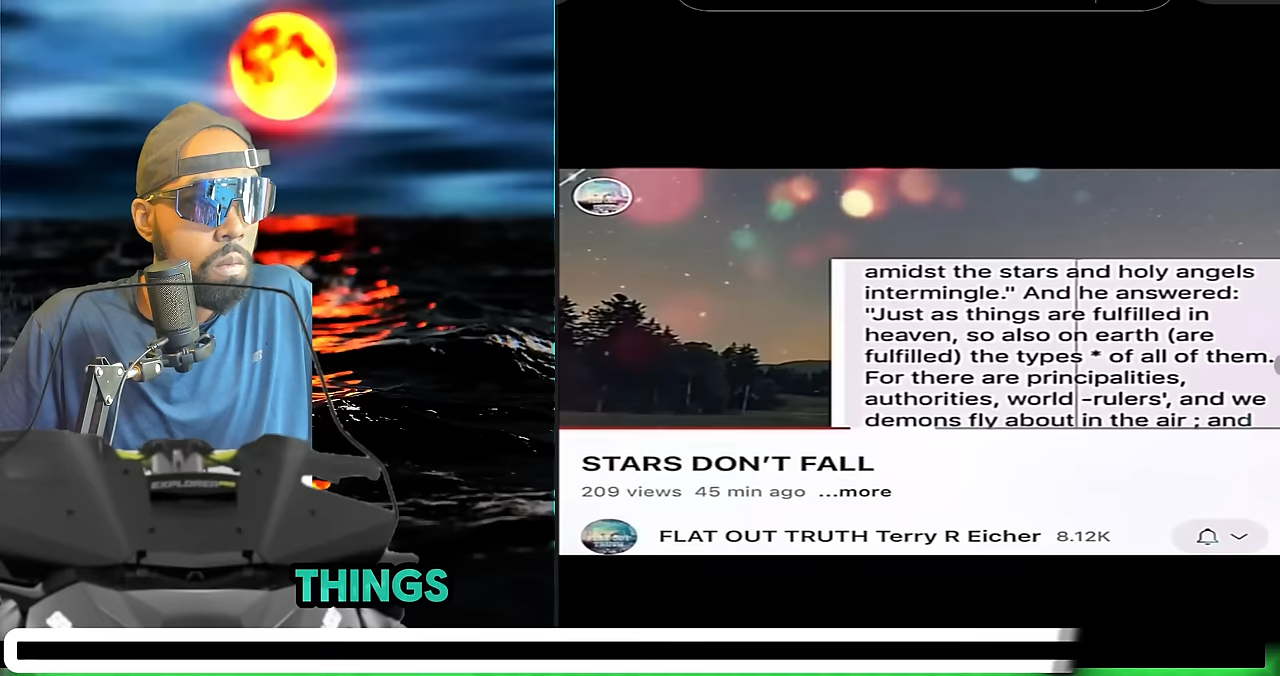 amidst the stars and holy angels
intermingle." And he answered:
"Just as things are fulfilled in
heaven, so also on earth (are
fulfilled) the types * of all of them.
For there are principalities,
authorities, world -rulers', and we
demons fly about in the air ; and
STARS DON'T FALL
209 views 45 min ago ...more
FLAT OUT TRUTH Terry R Eicher 8.12K
EXPLORER
THINGS